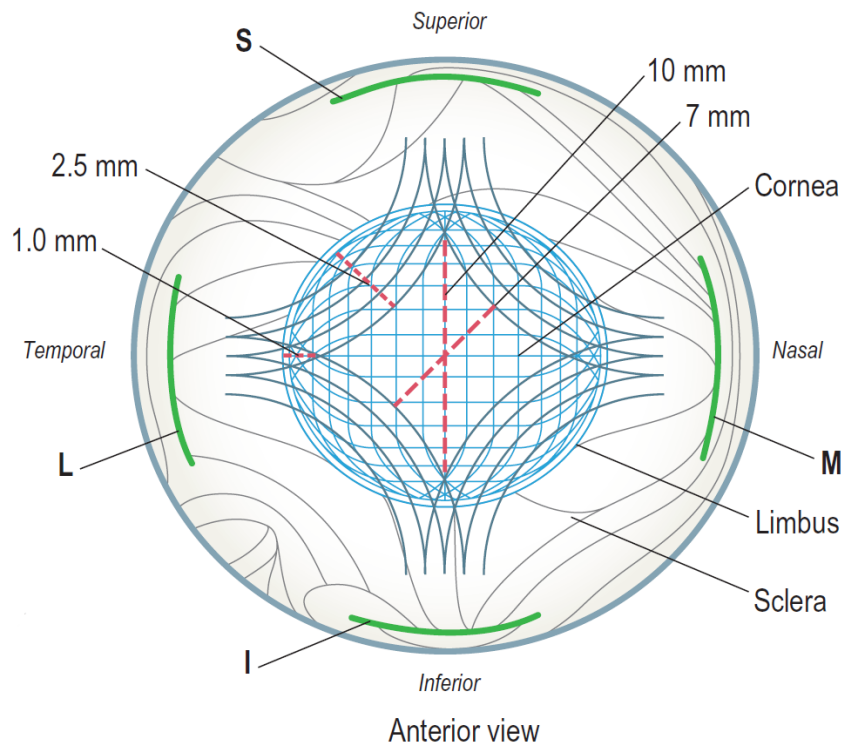 Superior
S
10 mm
7 mm
2.5 mm
Cornea
1.0 mm
Temporal
Nasal
L
M
Limbus
Sclera
I
Inferior
Anterior view